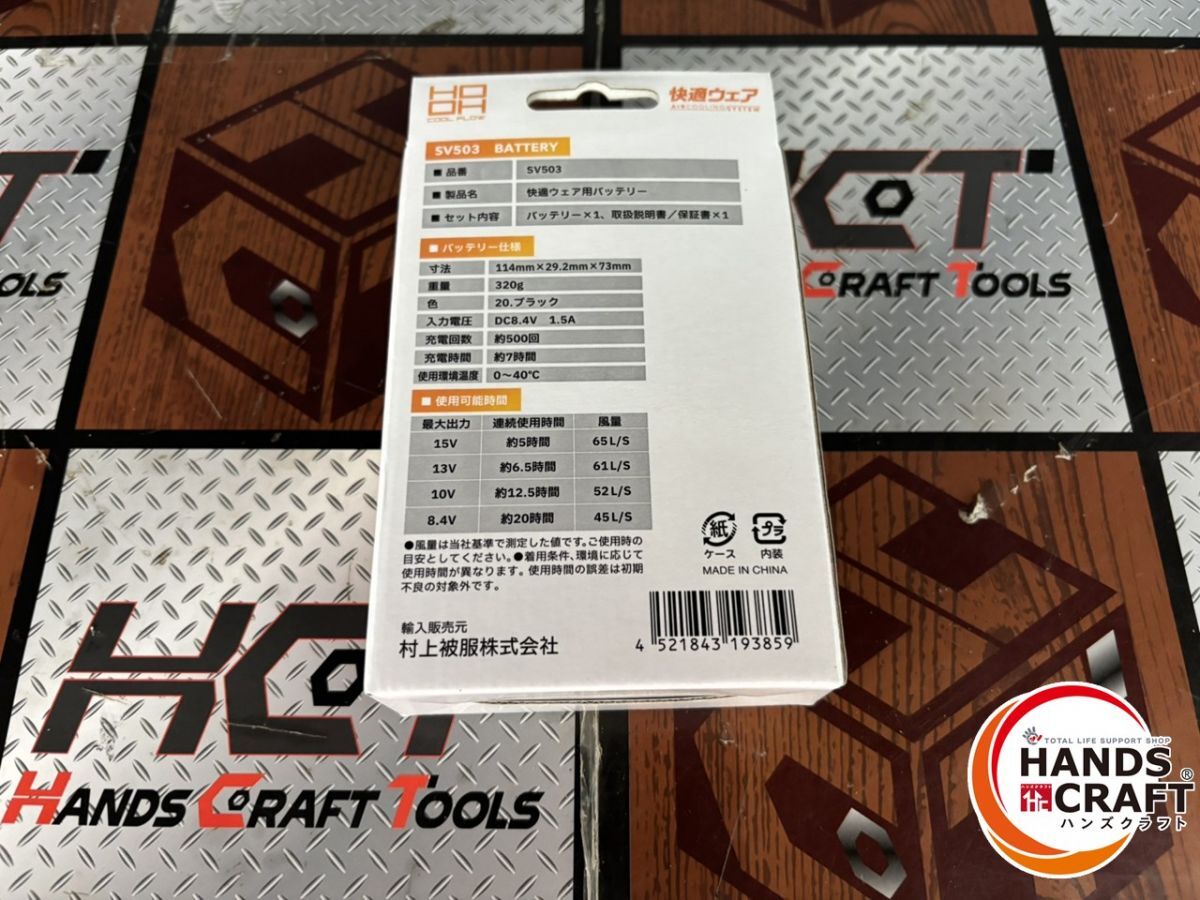 HOOH
COOL FLOW
快適ウェア
AIRCOOLING SYSTEM
SV503 BATTERY
■品番 SV503
■製品名 快適ウェア用バッテリー
■セット内容 バッテリー×1、取扱説明書/保証書×1
■バッテリー仕様
寸法 114mm×29.2mm×73mm
重量 320g
色 20.ブラック
入力電圧 DC8.4V 1.5A
充電回数 約500回
充電時間 約7時間
使用環境温度 0〜40℃
■使用可能時間
最大出力 連続使用時間 風量
15V 約5時間 65L/S
13V 約6.5時間 61L/S
10V 約12.5時間 52L/S
8.4V 約20時間 45L/S
●風量は当社基準で測定した値です。ご使用時の
目安としてください。●着用条件、環境に応じて
使用時間が異なります。使用時間の誤差は初期
不良の対象外です。
輸入販売元
村上被服株式会社
紙
ケース
プラ
内装
MADE IN CHINA
4 521843 193859
OLS
HCT
CRAFT TOOLS
HCT
HANDS CRAFT TOOLS
TOTAL LIFE SUPPORT SHOP
HANDS
CRAFT®
ハンズクラフト